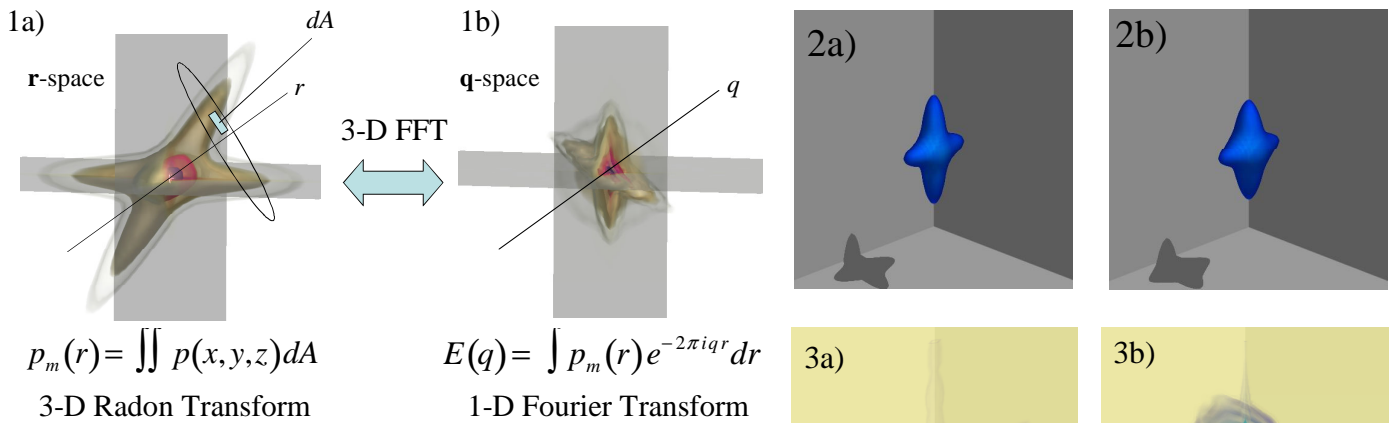 1a)
dA
r-space
r
3-D FFT
1b)
q-space
q
p_m(r) = ∬ p(x, y, z) dA
3-D Radon Transform
E(q) = ∫ p_m(r) e^{-2π i q r} dr
1-D Fourier Transform
2a)
2b)
3a)
3b)